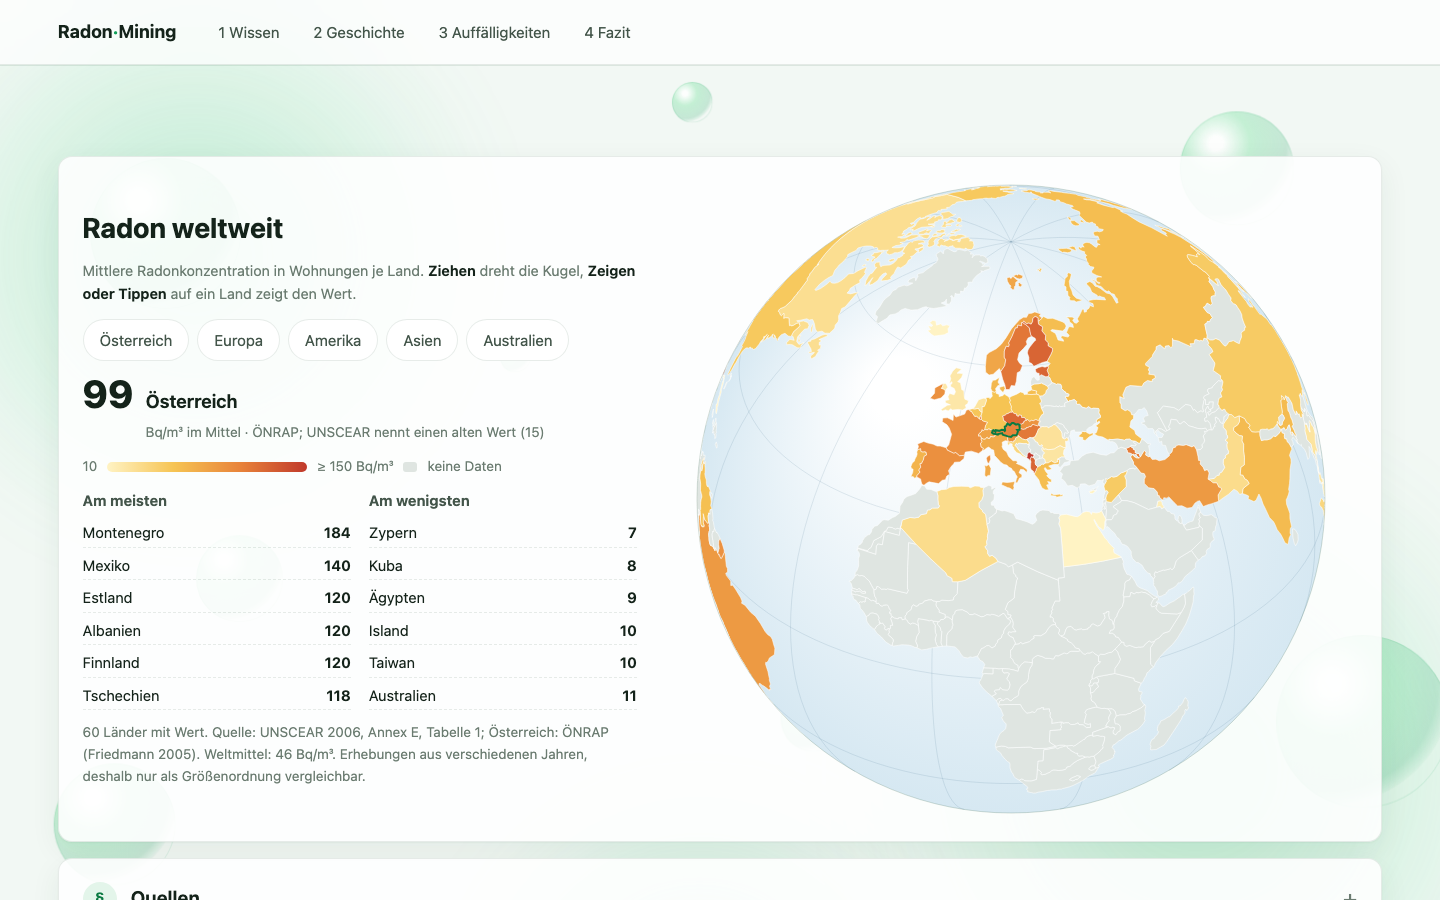 Radon·Mining
1 Wissen
2 Geschichte
3 Auffälligkeiten
4 Fazit
Radon weltweit
Mittlere Radonkonzentration in Wohnungen je Land. Ziehen dreht die Kugel, Zeigen
oder Tippen auf ein Land zeigt den Wert.
Österreich
Europa
Amerika
Asien
Australien
99 Österreich
Bq/m³ im Mittel · ÖNRAP; UNSCEAR nennt einen alten Wert (15)
10
≥ 150 Bq/m³
keine Daten
Am meisten
Montenegro 184
Mexiko 140
Estland 120
Albanien 120
Finnland 120
Tschechien 118
Am wenigsten
Zypern 7
Kuba 8
Ägypten 9
Island 10
Taiwan 10
Australien 11
60 Länder mit Wert. Quelle: UNSCEAR 2006, Annex E, Tabelle 1; Österreich: ÖNRAP
(Friedmann 2005). Weltmittel: 46 Bq/m³. Erhebungen aus verschiedenen Jahren,
deshalb nur als Größenordnung vergleichbar.
§ Quellen +